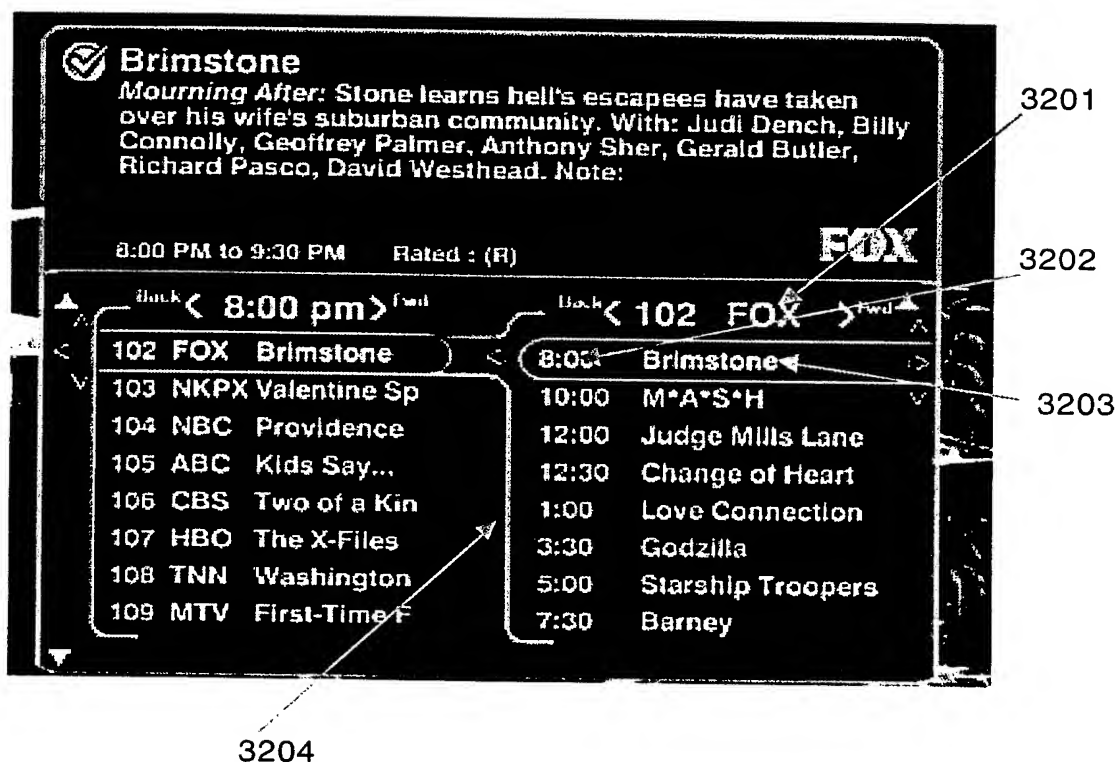 Brimstone
Mourning After: Stone learns hell's escapees have taken
over his wife's suburban community. With: Judi Dench, Billy
Connolly, Geoffrey Palmer, Anthony Sher, Gerald Butler,
Richard Pasco, David Westhead. Note:
8:00 PM to 9:30 PM Rated : (R)
FOX
Back < 8:00 pm > Fwd
102 FOX Brimstone
103 NKPX Valentine Sp
104 NBC Providence
105 ABC Kids Say...
106 CBS Two of a Kin
107 HBO The X-Files
108 TNN Washington
109 MTV First-Time F
Back < 102 FOX > Fwd
8:00 Brimstone
10:00 M*A*S*H
12:00 Judge Mills Lane
12:30 Change of Heart
1:00 Love Connection
3:30 Godzilla
5:00 Starship Troopers
7:30 Barney
3201
3202
3203
3204